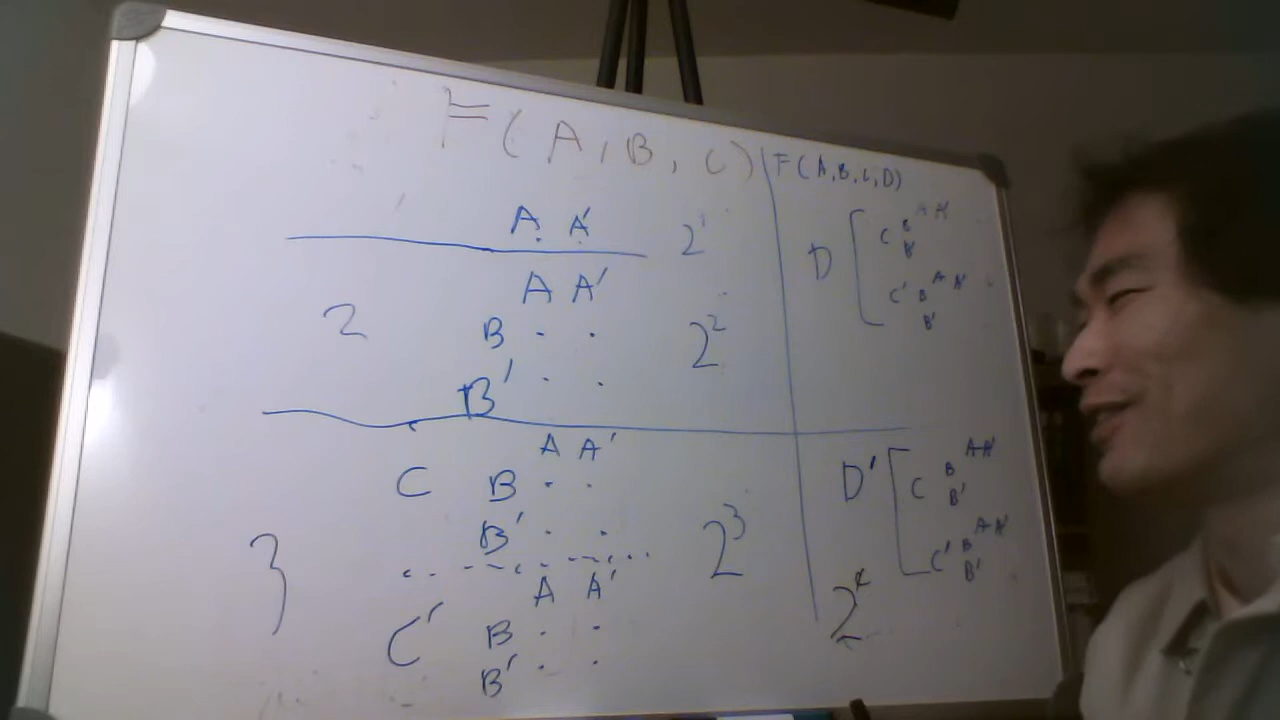 F(A,B,C)
A A' 2¹
A A'
2 B · · 2²
B' · ·
A A'
C B · ·
B' · ·
3 2³
A A'
C' B · ·
B' · ·
F(A,B,C,D)
A A'
D [ C B
B'
A A'
C' B
B'
A A'
D' [ C B
B'
A A'
C' B
B'
2⁴